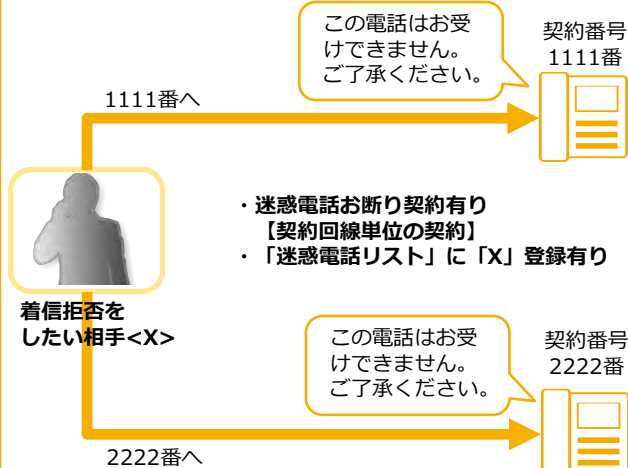 この電話はお受
けできません。
ご了承ください。
契約番号
1111番
1111番へ
・迷惑電話お断り契約有り
【契約回線単位の契約】
・「迷惑電話リスト」に「X」登録有り
着信拒否を
したい相手<X>
この電話はお受
けできません。
ご了承ください。
契約番号
2222番
2222番へ